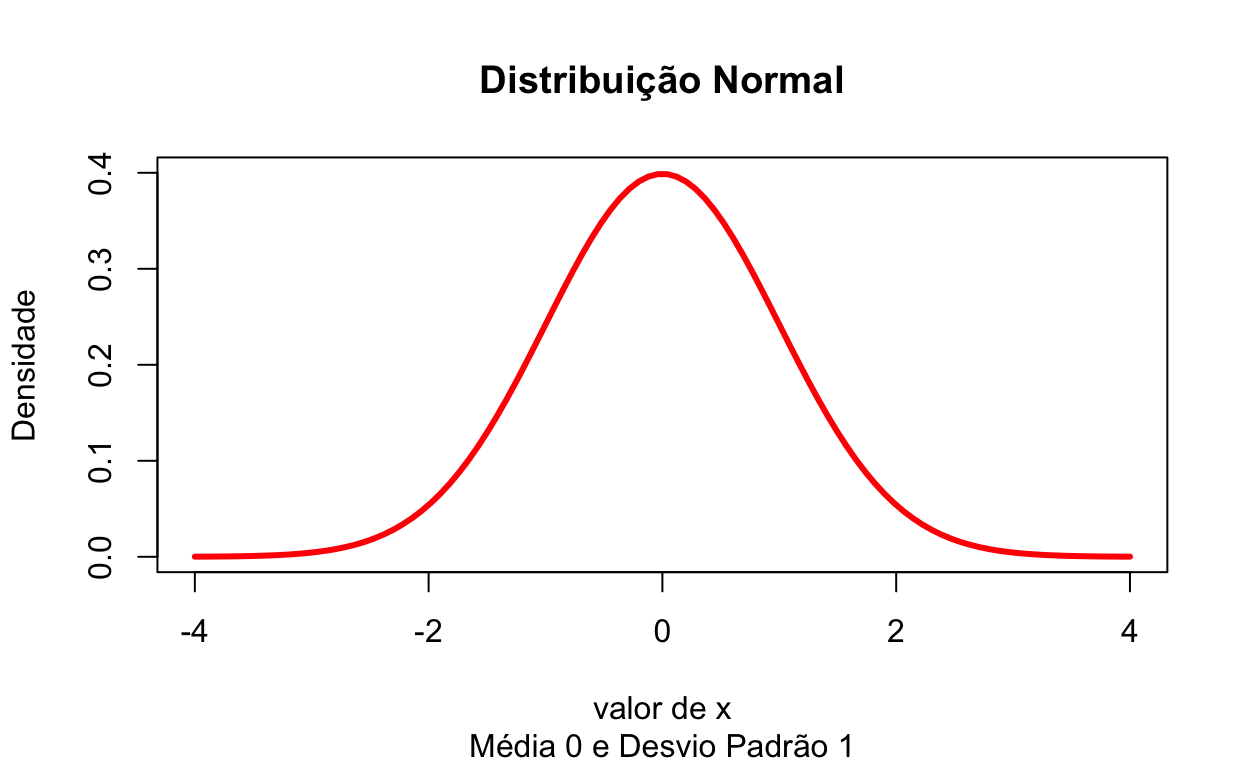 Distribuição Normal
Densidade
0.4
0.3
0.2
0.1
0.0
-4 -2 0 2 4
valor de x
Média 0 e Desvio Padrão 1